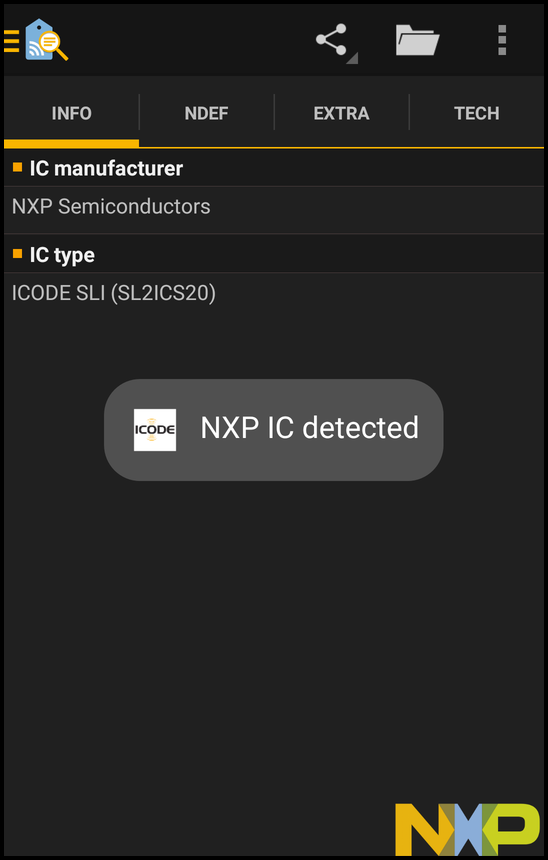 INFO
NDEF
EXTRA
TECH
IC manufacturer
NXP Semiconductors
IC type
ICODE SLI (SL2ICS20)
ICODE
NXP IC detected
NXP